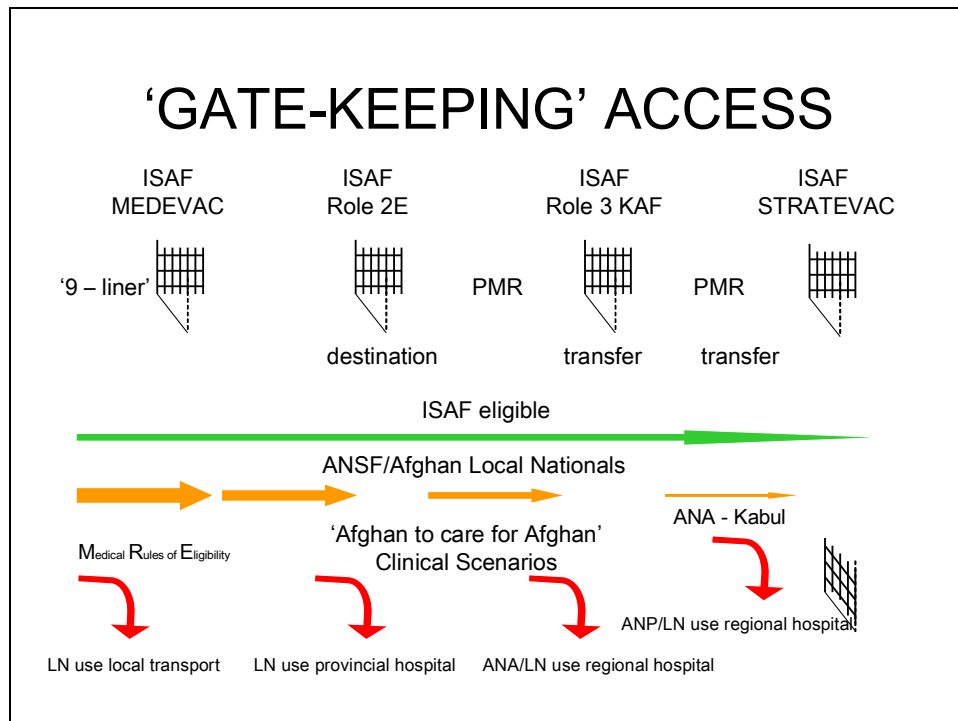 ‘GATE-KEEPING’ ACCESS
ISAF
MEDEVAC
ISAF
Role 2E
ISAF
Role 3 KAF
ISAF
STRATEVAC
‘9 – liner’
PMR
PMR
destination
transfer
transfer
ISAF eligible
ANSF/Afghan Local Nationals
ANA - Kabul
Medical Rules of Eligibility
‘Afghan to care for Afghan’
Clinical Scenarios
ANP/LN use regional hospital
LN use local transport
LN use provincial hospital
ANA/LN use regional hospital